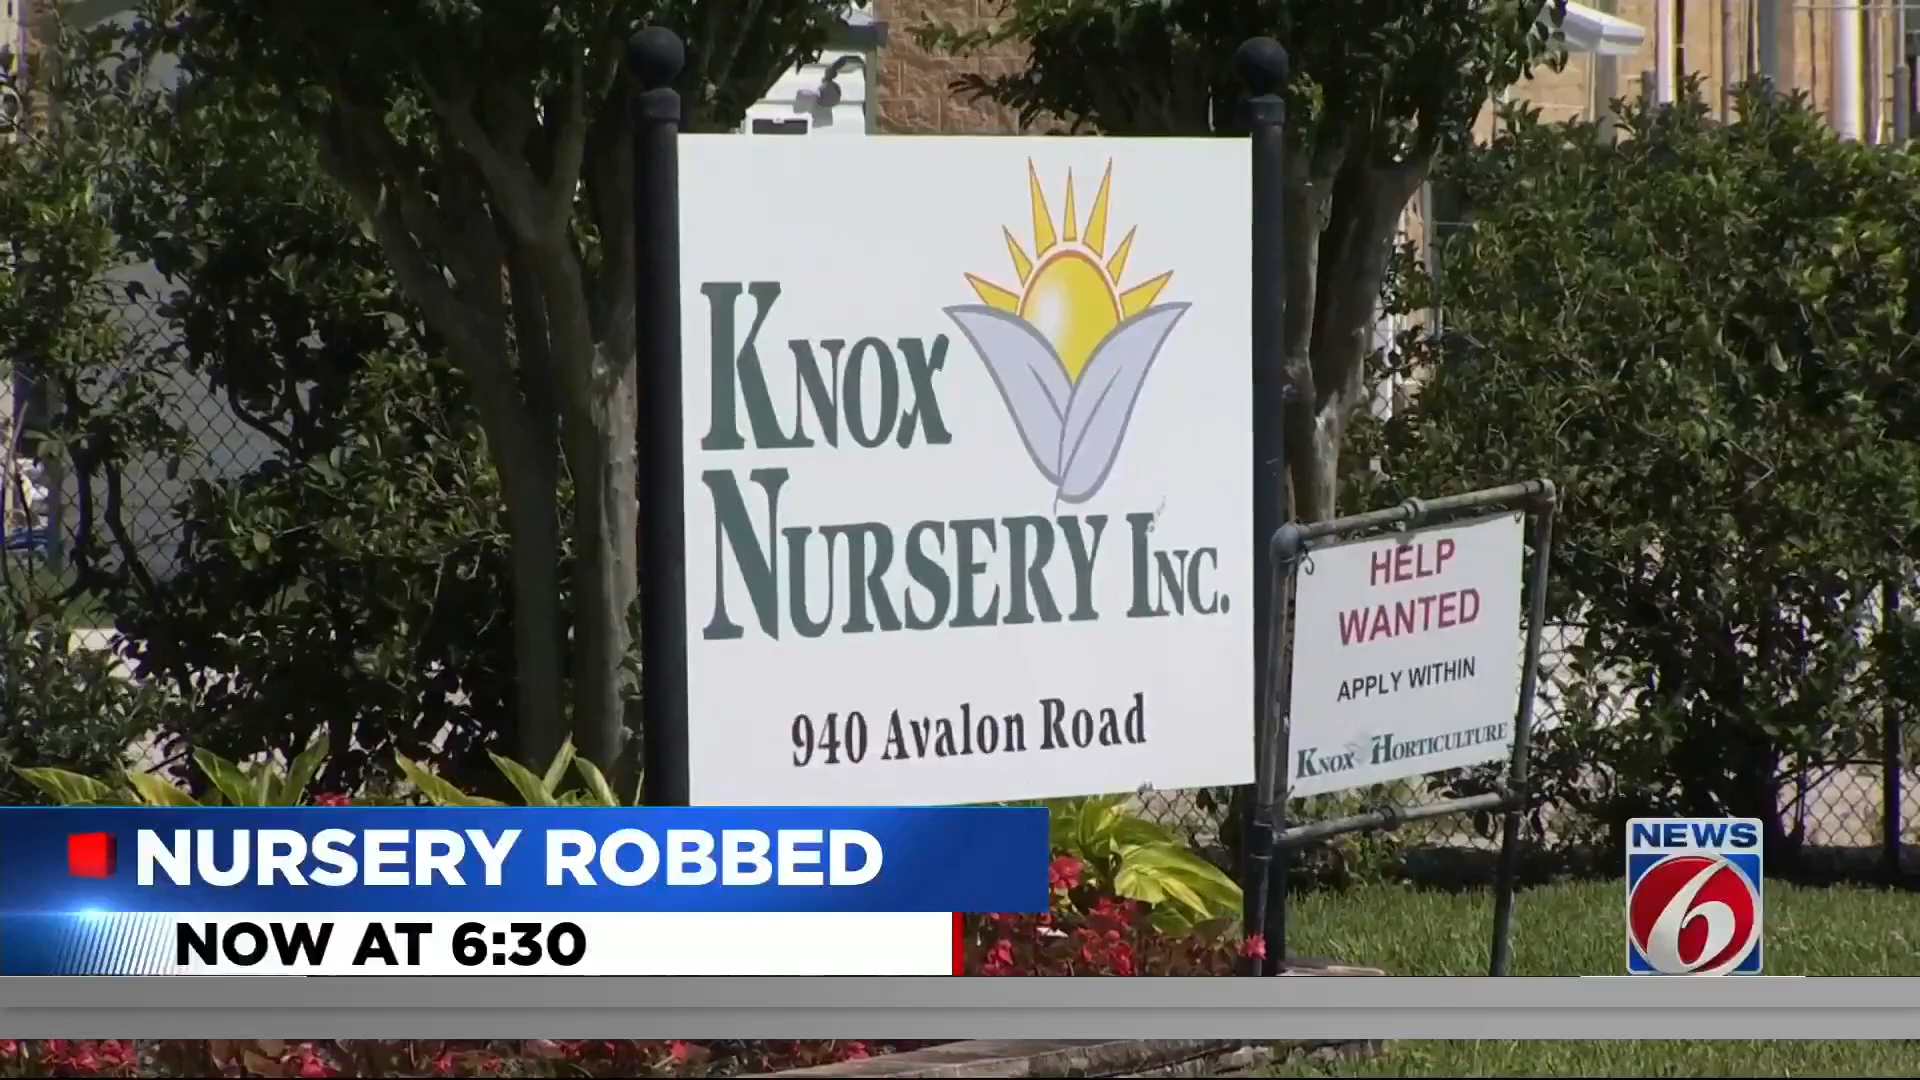 KNOX
NURSERY INC.
940 Avalon Road
HELP
WANTED
APPLY WITHIN
KNOX HORTICULTURE
NURSERY ROBBED
NOW AT 6:30
NEWS
6